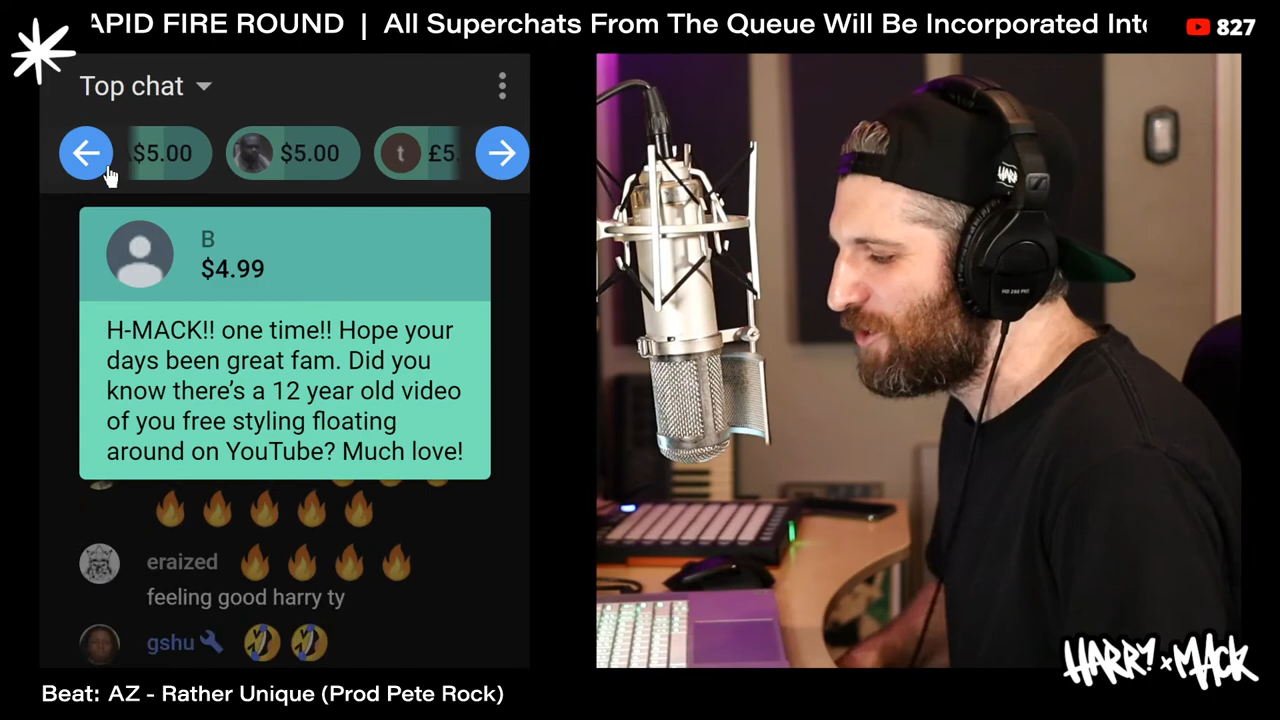 APID FIRE ROUND | All Superchats From The Queue Will Be Incorporated Int
827
Top chat
$5.00
$5.00
t
£5.
B
$4.99
H-MACK!! one time!! Hope your
days been great fam. Did you
know there's a 12 year old video
of you free styling floating
around on YouTube? Much love!
eraized
feeling good harry ty
gshu
HARRY MACK
Beat: AZ - Rather Unique (Prod Pete Rock)